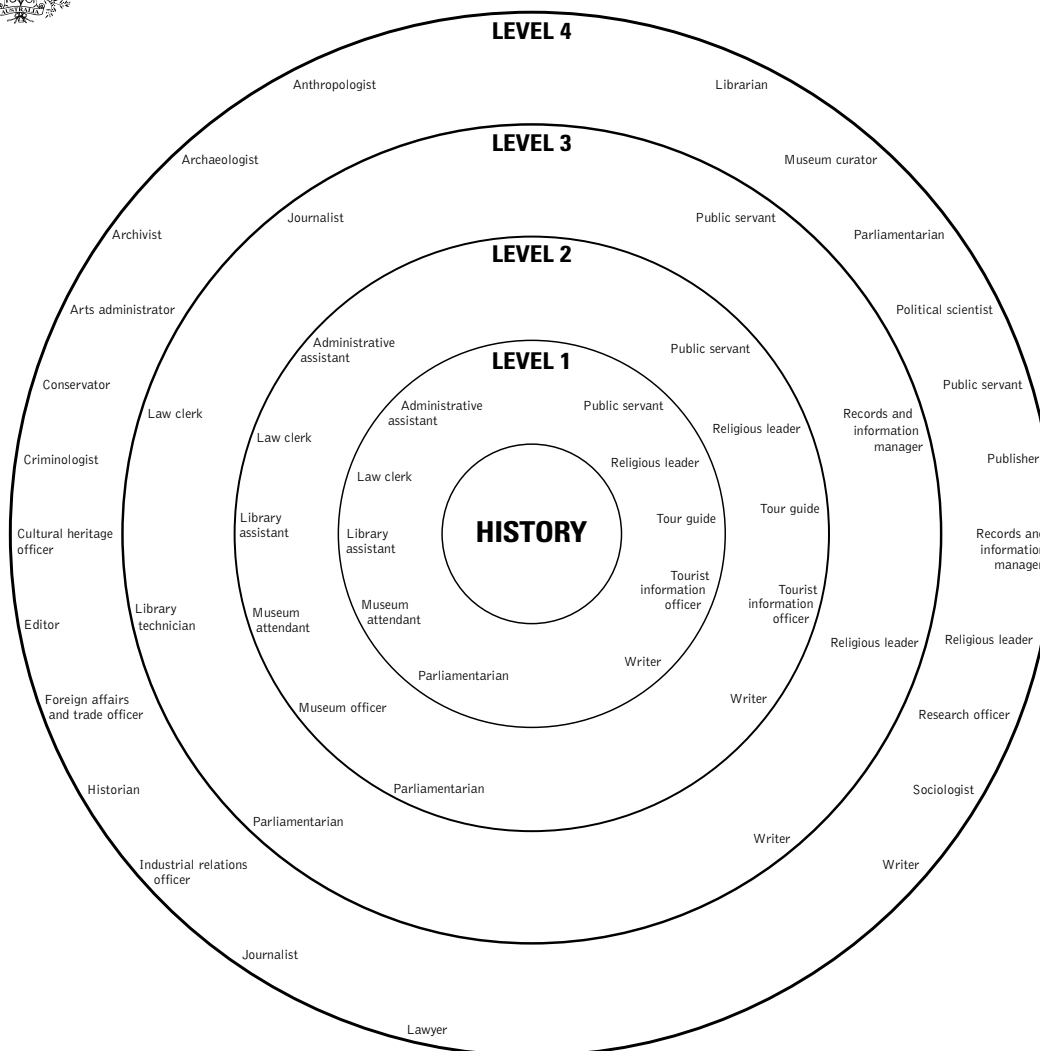 AUSTRALIA
LEVEL 4
Anthropologist
Librarian
LEVEL 3
Archaeologist
Museum curator
Journalist
Public servant
Archivist
Parliamentarian
LEVEL 2
Arts administrator
Political scientist
Administrative
assistant
Public servant
LEVEL 1
Conservator
Public servant
Administrative
assistant
Public servant
Law clerk
Records and
information
manager
Religious leader
Law clerk
Criminologist
Publisher
Religious leader
Law clerk
Tour guide
Library
assistant
Tour guide
HISTORY
Cultural heritage
officer
Library
assistant
Records and
information
manager
Tourist
information
officer
Tourist
information
officer
Museum
attendant
Museum
attendant
Library
technician
Editor
Religious leader
Religious leader
Writer
Parliamentarian
Writer
Foreign affairs
and trade officer
Museum officer
Research officer
Historian
Parliamentarian
Sociologist
Parliamentarian
Writer
Industrial relations
officer
Writer
Journalist
Lawyer